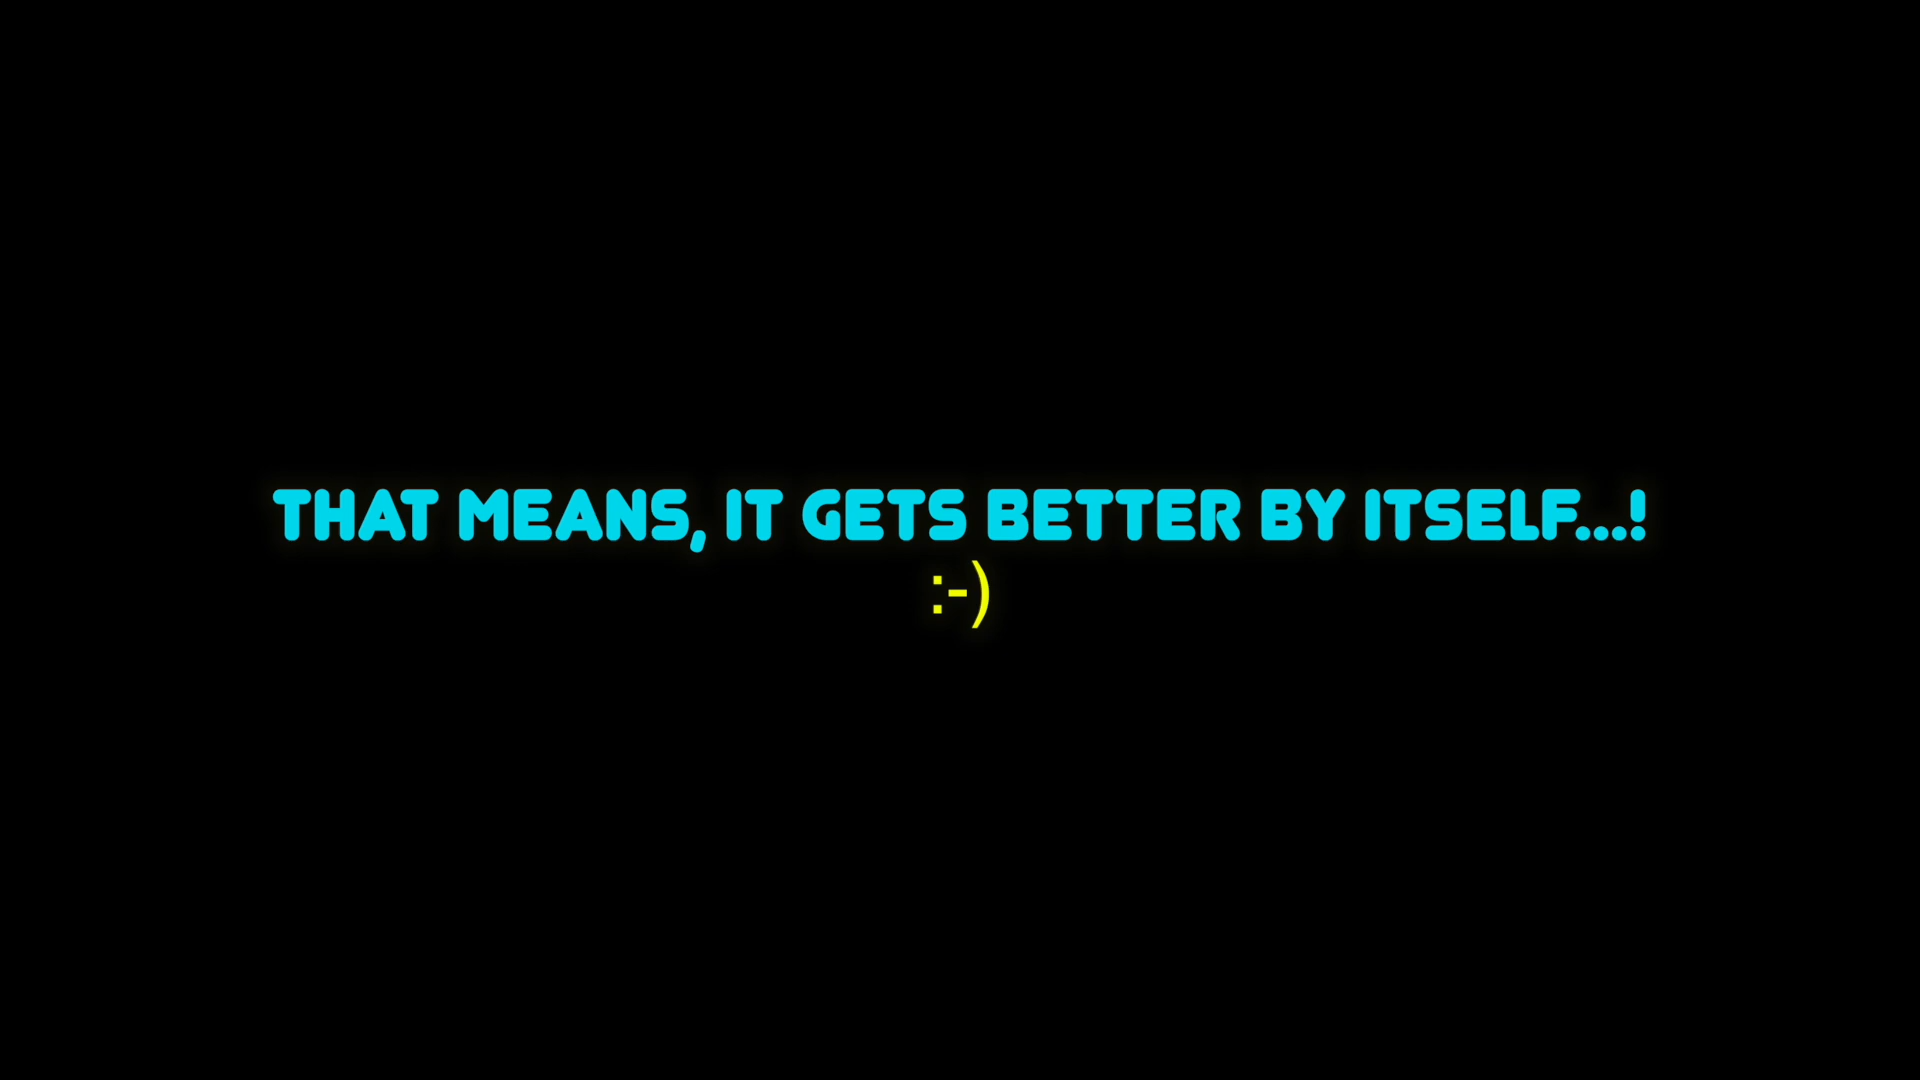 THAT MEANS, IT GETS BETTER BY ITSELF...!
:-)